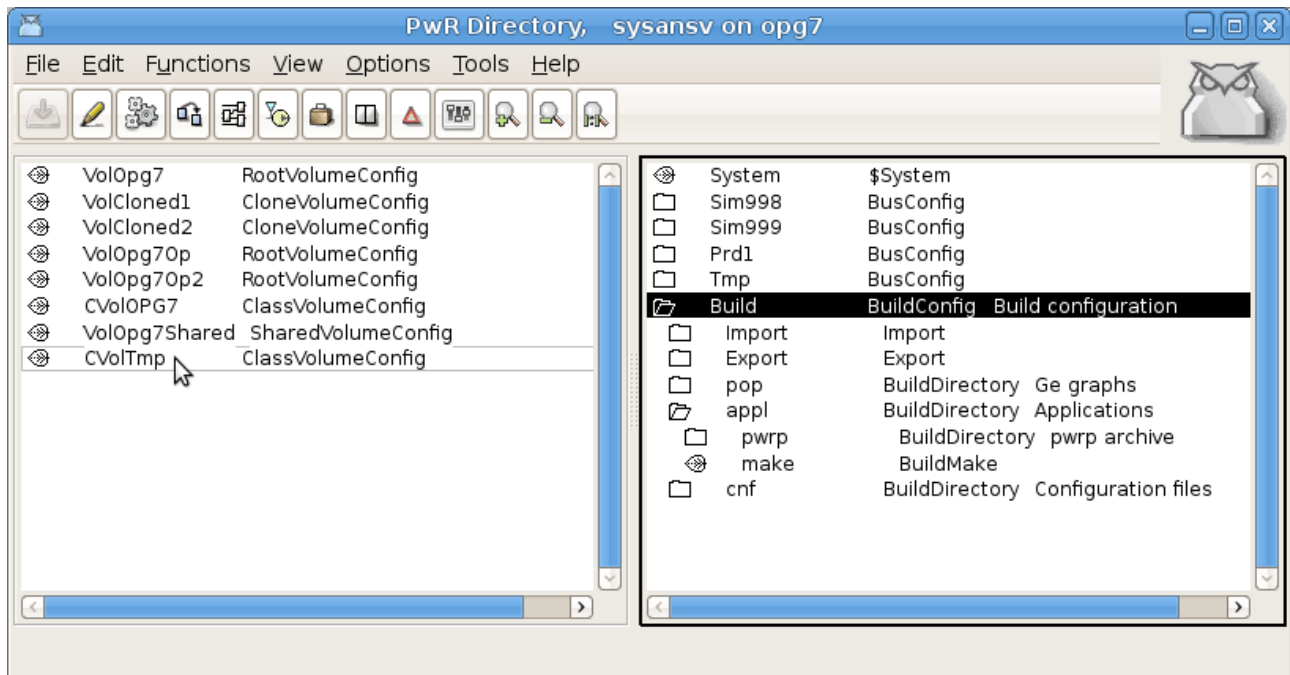 PwR Directory, sysansv on opg7
File Edit Functions View Options Tools Help
VolOpg7 RootVolumeConfig
VolCloned1 CloneVolumeConfig
VolCloned2 CloneVolumeConfig
VolOpg7Op RootVolumeConfig
VolOpg7Op2 RootVolumeConfig
CVolOPG7 ClassVolumeConfig
VolOpg7Shared SharedVolumeConfig
CVolTmp ClassVolumeConfig
System $System
Sim998 BusConfig
Sim999 BusConfig
Prd1 BusConfig
Tmp BusConfig
Build BuildConfig Build configuration
Import Import
Export Export
pop BuildDirectory Ge graphs
appl BuildDirectory Applications
pwrp BuildDirectory pwrp archive
make BuildMake
cnf BuildDirectory Configuration files